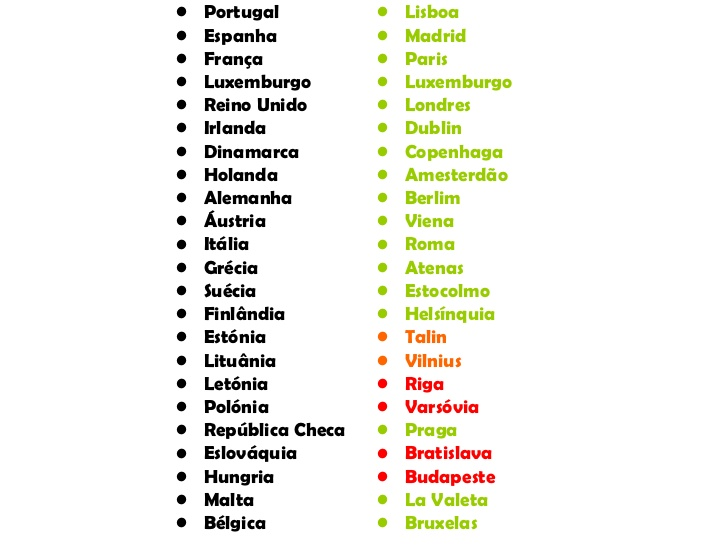 Portugal
Espanha
França
Luxemburgo
Reino Unido
Irlanda
Dinamarca
Holanda
Alemanha
Áustria
Itália
Grécia
Suécia
Finlândia
Estónia
Lituânia
Letónia
Polónia
República Checa
Eslováquia
Hungria
Malta
Bélgica
Lisboa
Madrid
Paris
Luxemburgo
Londres
Dublin
Copenhaga
Amesterdão
Berlim
Viena
Roma
Atenas
Estocolmo
Helsínquia
Talin
Vilnius
Riga
Varsóvia
Praga
Bratislava
Budapeste
La Valeta
Bruxelas